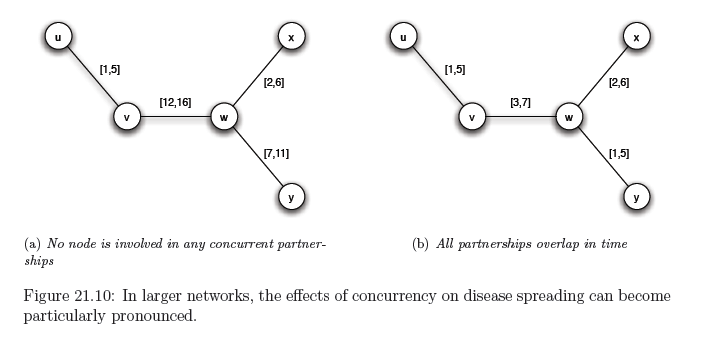 u
x
[1,5]
[2,6]
[12,16]
v
w
[7,11]
y
(a) No node is involved in any concurrent partner-
ships
u
x
[1,5]
[2,6]
[3,7]
v
w
[1,5]
y
(b) All partnerships overlap in time
Figure 21.10: In larger networks, the effects of concurrency on disease spreading can become
particularly pronounced.